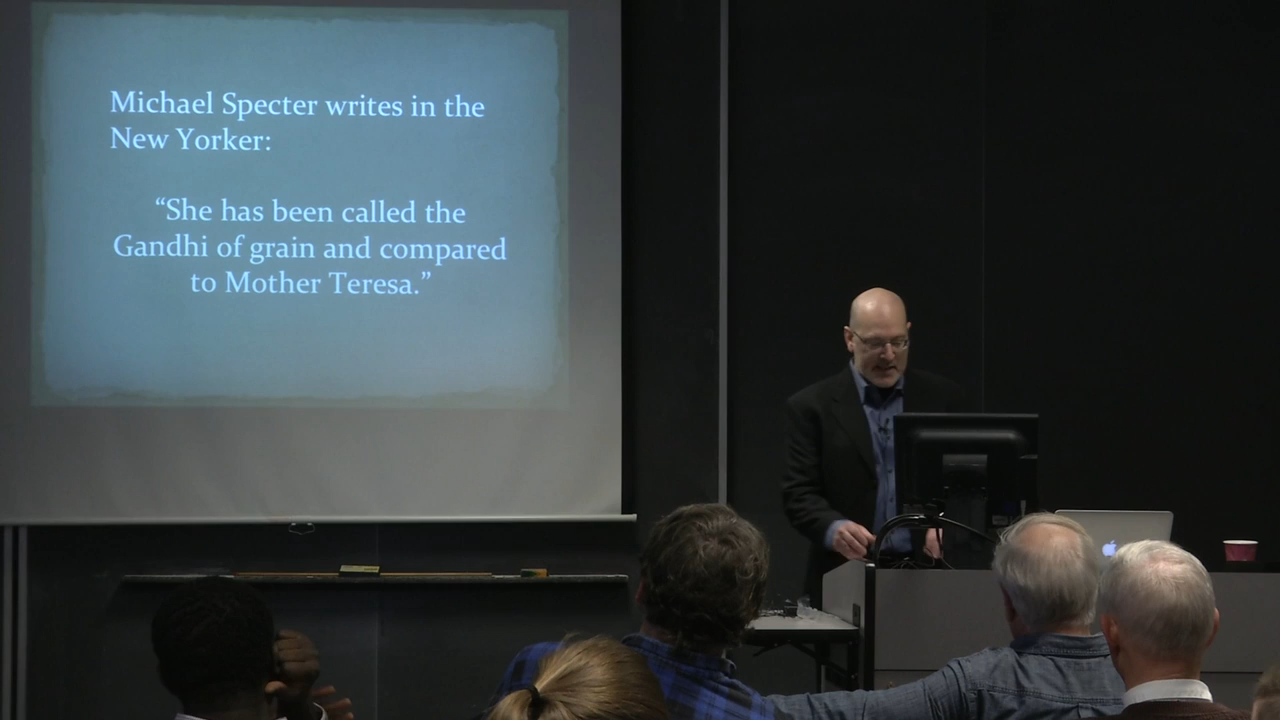 Michael Specter writes in the
New Yorker:
“She has been called the
Gandhi of grain and compared
to Mother Teresa.”